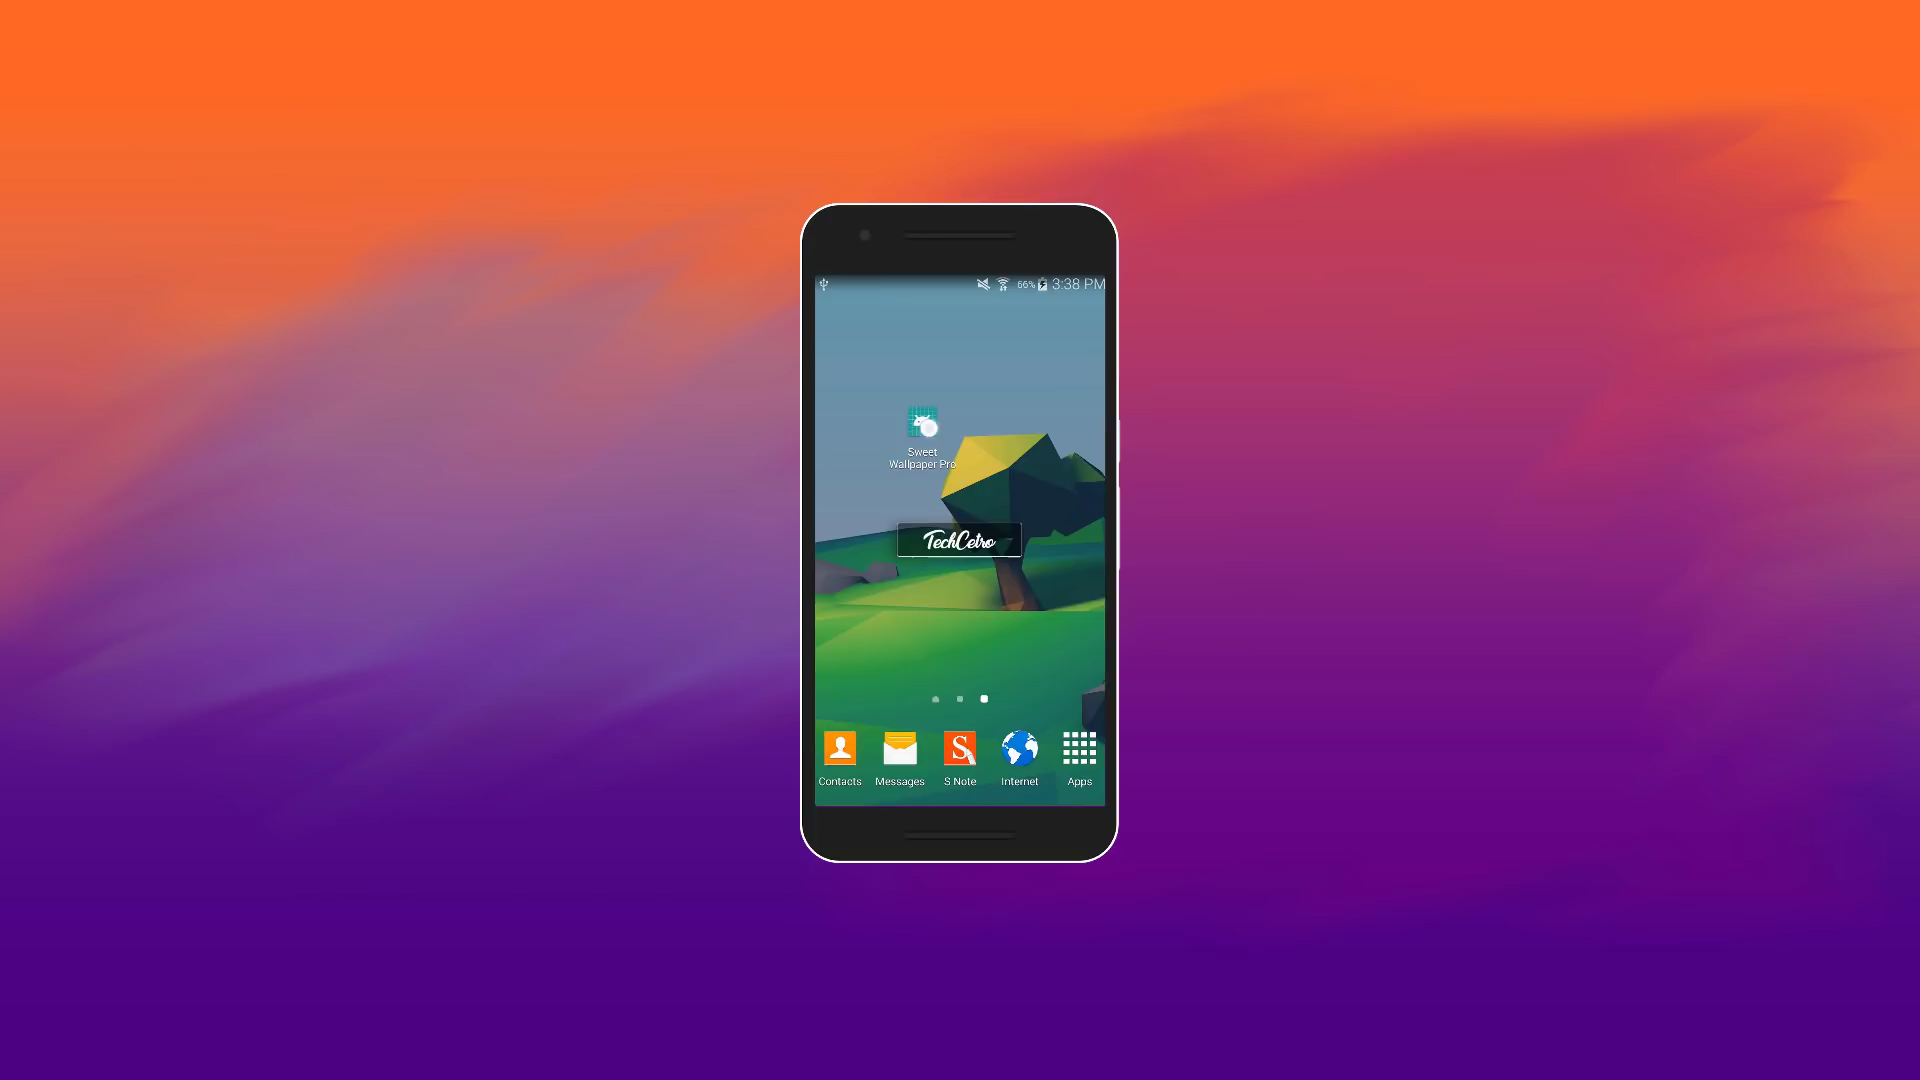 66% 3:38 PM
Sweet
Wallpaper Pro
TechCetro
S
Contacts Messages S Note Internet Apps